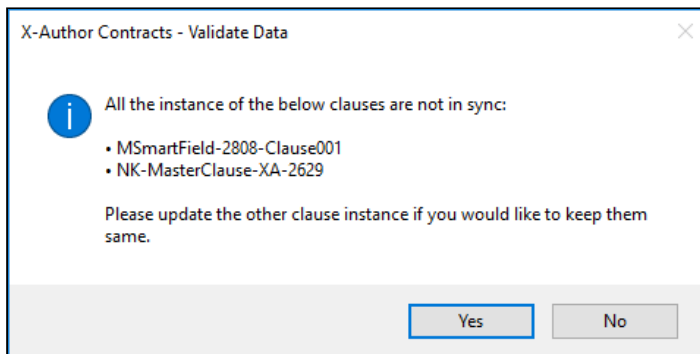 X-Author Contracts - Validate Data
All the instance of the below clauses are not in sync:
• MSmartField-2808-Clause001
• NK-MasterClause-XA-2629
Please update the other clause instance if you would like to keep them
same.
Yes No